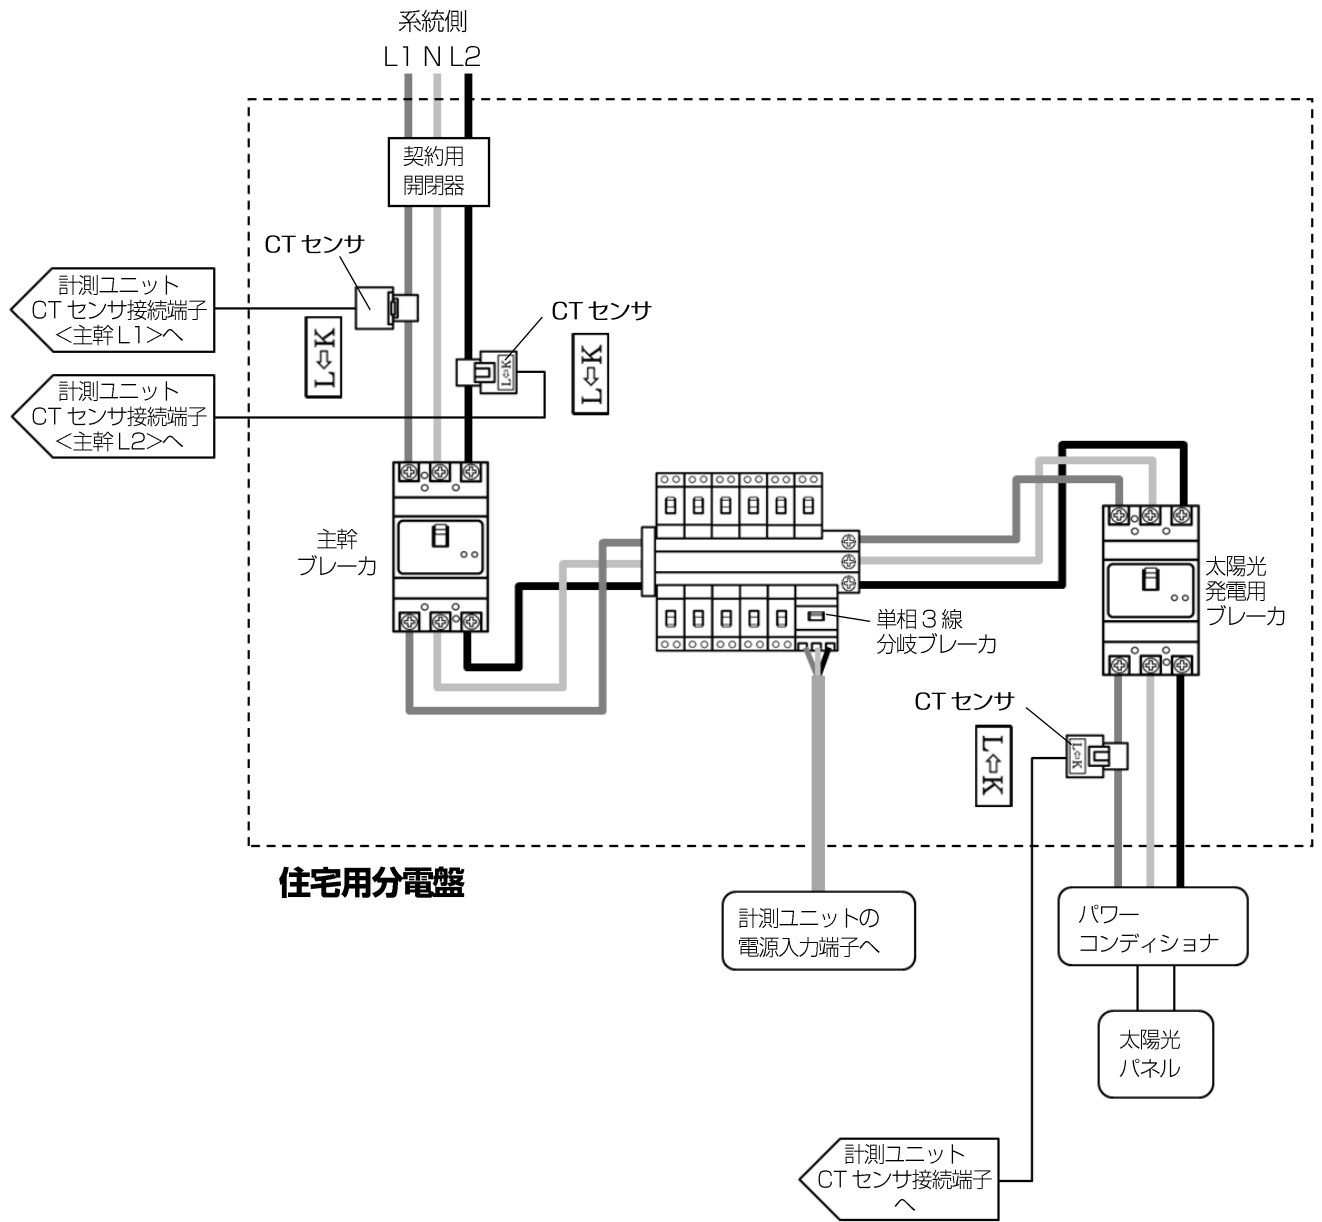 系統側
L1 N L2
契約用
開閉器
CT センサ
計測ユニット
CT センサ接続端子
<主幹 L1>へ
L⇔K
CT センサ
L⇔K
L⇔K
計測ユニット
CT センサ接続端子
<主幹 L2>へ
主幹
ブレーカ
太陽光
発電用
ブレーカ
単相 3 線
分岐ブレーカ
CT センサ
L⇔K
L⇔K
住宅用分電盤
計測ユニットの
電源入力端子へ
パワー
コンディショナ
太陽光
パネル
計測ユニット
CT センサ接続端子
へ